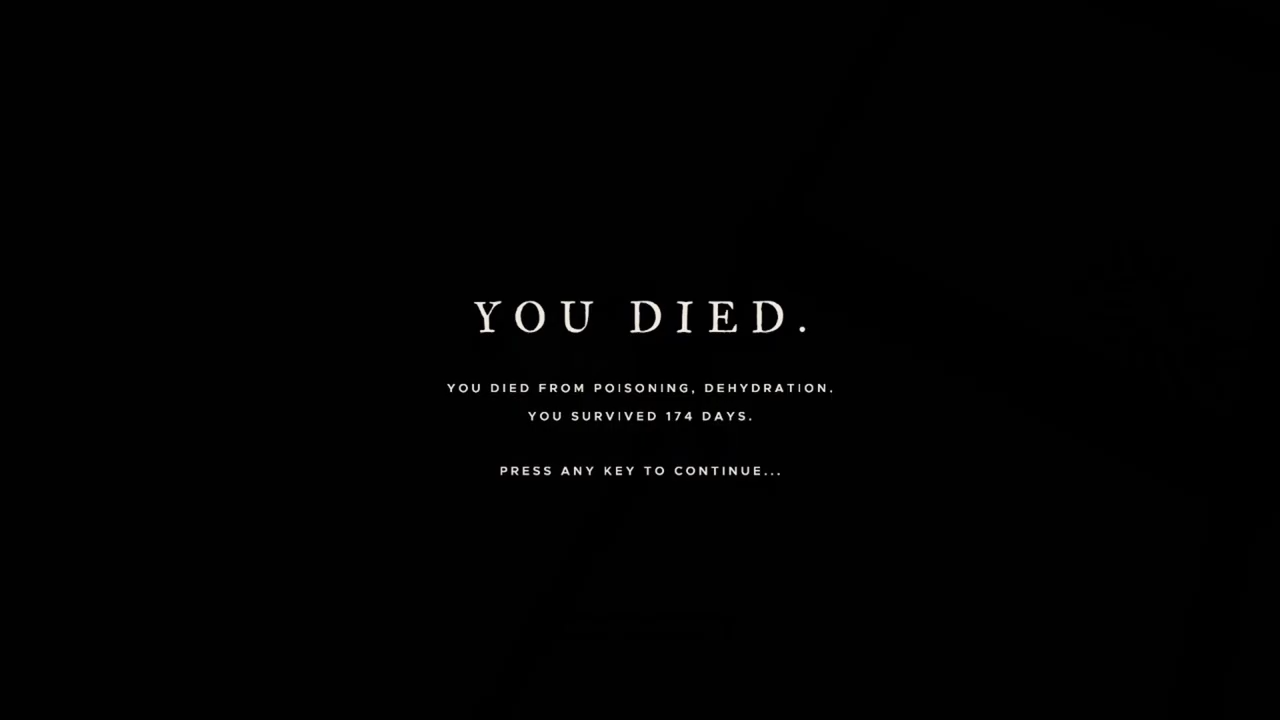 YOU DIED.
YOU DIED FROM POISONING, DEHYDRATION.
YOU SURVIVED 174 DAYS.
PRESS ANY KEY TO CONTINUE...